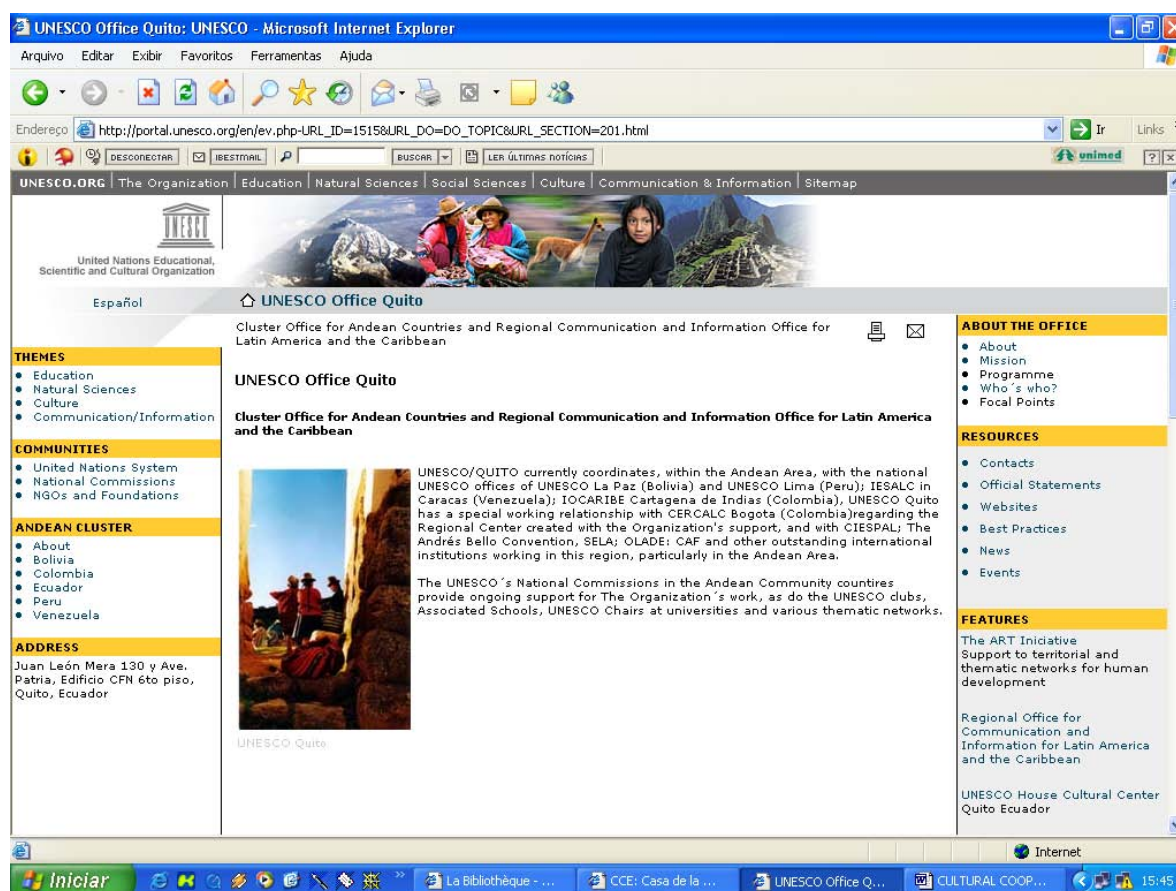 UNESCO Office Quito: UNESCO - Microsoft Internet Explorer
Arquivo Editar Exibir Favoritos Ferramentas Ajuda
Endereço http://portal.unesco.org/en/ev.php-URL_ID=1515&URL_DO=DO_TOPIC&URL_SECTION=201.html Ir Links
DESCONECTAR IBESTMAIL BUSCAR LER ÚLTIMAS NOTÍCIAS unimed
UNESCO.ORG The Organization Education Natural Sciences Social Sciences Culture Communication & Information Sitemap
UNESCO
United Nations Educational,
Scientific and Cultural Organization
Español
UNESCO Office Quito
THEMES
Education
Natural Sciences
Culture
Communication/Information
COMMUNITIES
United Nations System
National Commissions
NGOs and Foundations
ANDEAN CLUSTER
About
Bolivia
Colombia
Ecuador
Peru
Venezuela
ADDRESS
Juan León Mera 130 y Ave.
Patria, Edificio CFN 6to piso,
Quito, Ecuador
Cluster Office for Andean Countries and Regional Communication and Information Office for
Latin America and the Caribbean
UNESCO Office Quito
Cluster Office for Andean Countries and Regional Communication and Information Office for Latin America
and the Caribbean
UNESCO/QUITO currently coordinates, within the Andean Area, with the national
UNESCO offices of UNESCO La Paz (Bolivia) and UNESCO Lima (Peru); IESALC in
Caracas (Venezuela); IOCARIBE Cartagena de Indias (Colombia), UNESCO Quito
has a special working relationship with CERCALC Bogota (Colombia)regarding the
Regional Center created with the Organization's support, and with CIESPAL; The
Andrés Bello Convention, SELA; OLADE: CAF and other outstanding international
institutions working in this region, particularly in the Andean Area.
The UNESCO´s National Commissions in the Andean Community countires
provide ongoing support for The Organization´s work, as do the UNESCO clubs,
Associated Schools, UNESCO Chairs at universities and various thematic networks.
UNESCO Quito
ABOUT THE OFFICE
About
Mission
Programme
Who´s who?
Focal Points
RESOURCES
Contacts
Official Statements
Websites
Best Practices
News
Events
FEATURES
The ART Initiative
Support to territorial and
thematic networks for human
development
Regional Office for
Communication and
Information for Latin America
and the Caribbean
UNESCO House Cultural Center
Quito Ecuador
Internet
Iniciar La Bibliothèque - ... CCE: Casa de la ... UNESCO Office Q... CULTURAL COOP... 15:45